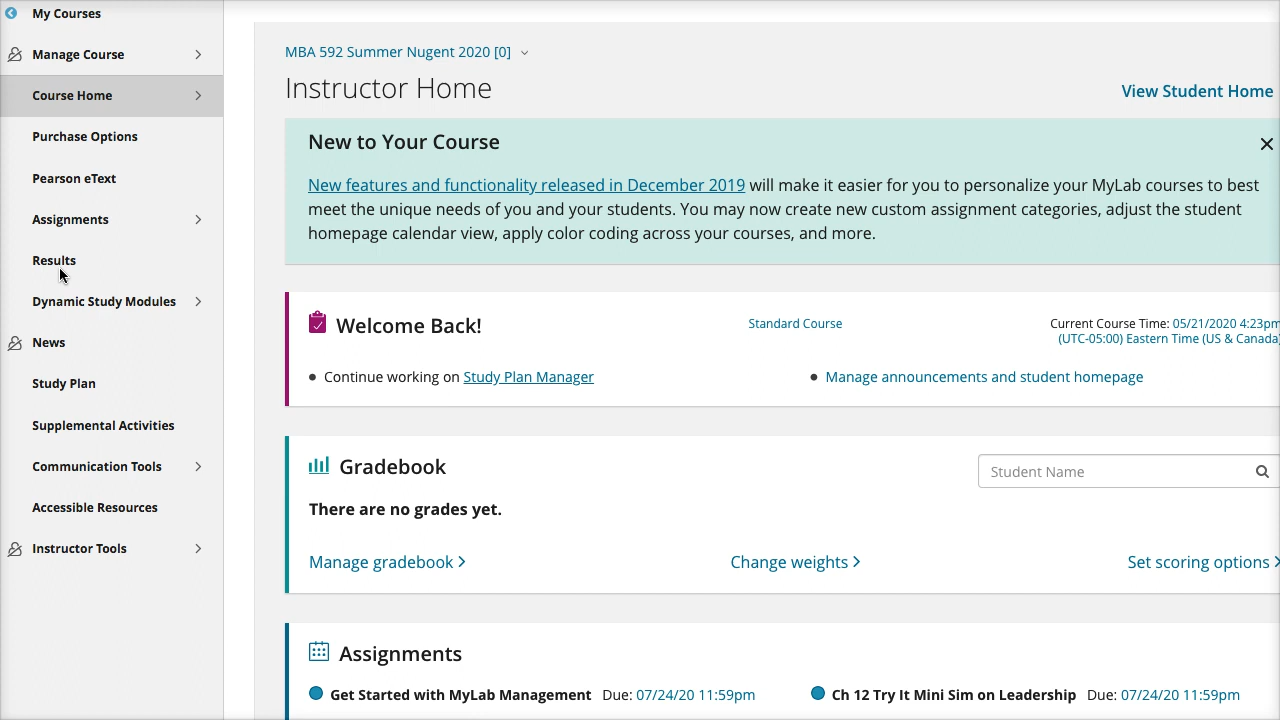 My Courses
Manage Course
Course Home
Purchase Options
Pearson eText
Assignments
Results
Dynamic Study Modules
News
Study Plan
Supplemental Activities
Communication Tools
Accessible Resources
Instructor Tools
MBA 592 Summer Nugent 2020 [0]
Instructor Home
View Student Home
New to Your Course
New features and functionality released in December 2019 will make it easier for you to personalize your MyLab courses to best
meet the unique needs of you and your students. You may now create new custom assignment categories, adjust the student
homepage calendar view, apply color coding across your courses, and more.
Welcome Back!
Standard Course
Current Course Time: 05/21/2020 4:23pm
(UTC-05:00) Eastern Time (US & Canada)
• Continue working on Study Plan Manager
• Manage announcements and student homepage
Gradebook
Student Name
There are no grades yet.
Manage gradebook
Change weights
Set scoring options
Assignments
Get Started with MyLab Management Due: 07/24/20 11:59pm
Ch 12 Try It Mini Sim on Leadership Due: 07/24/20 11:59pm